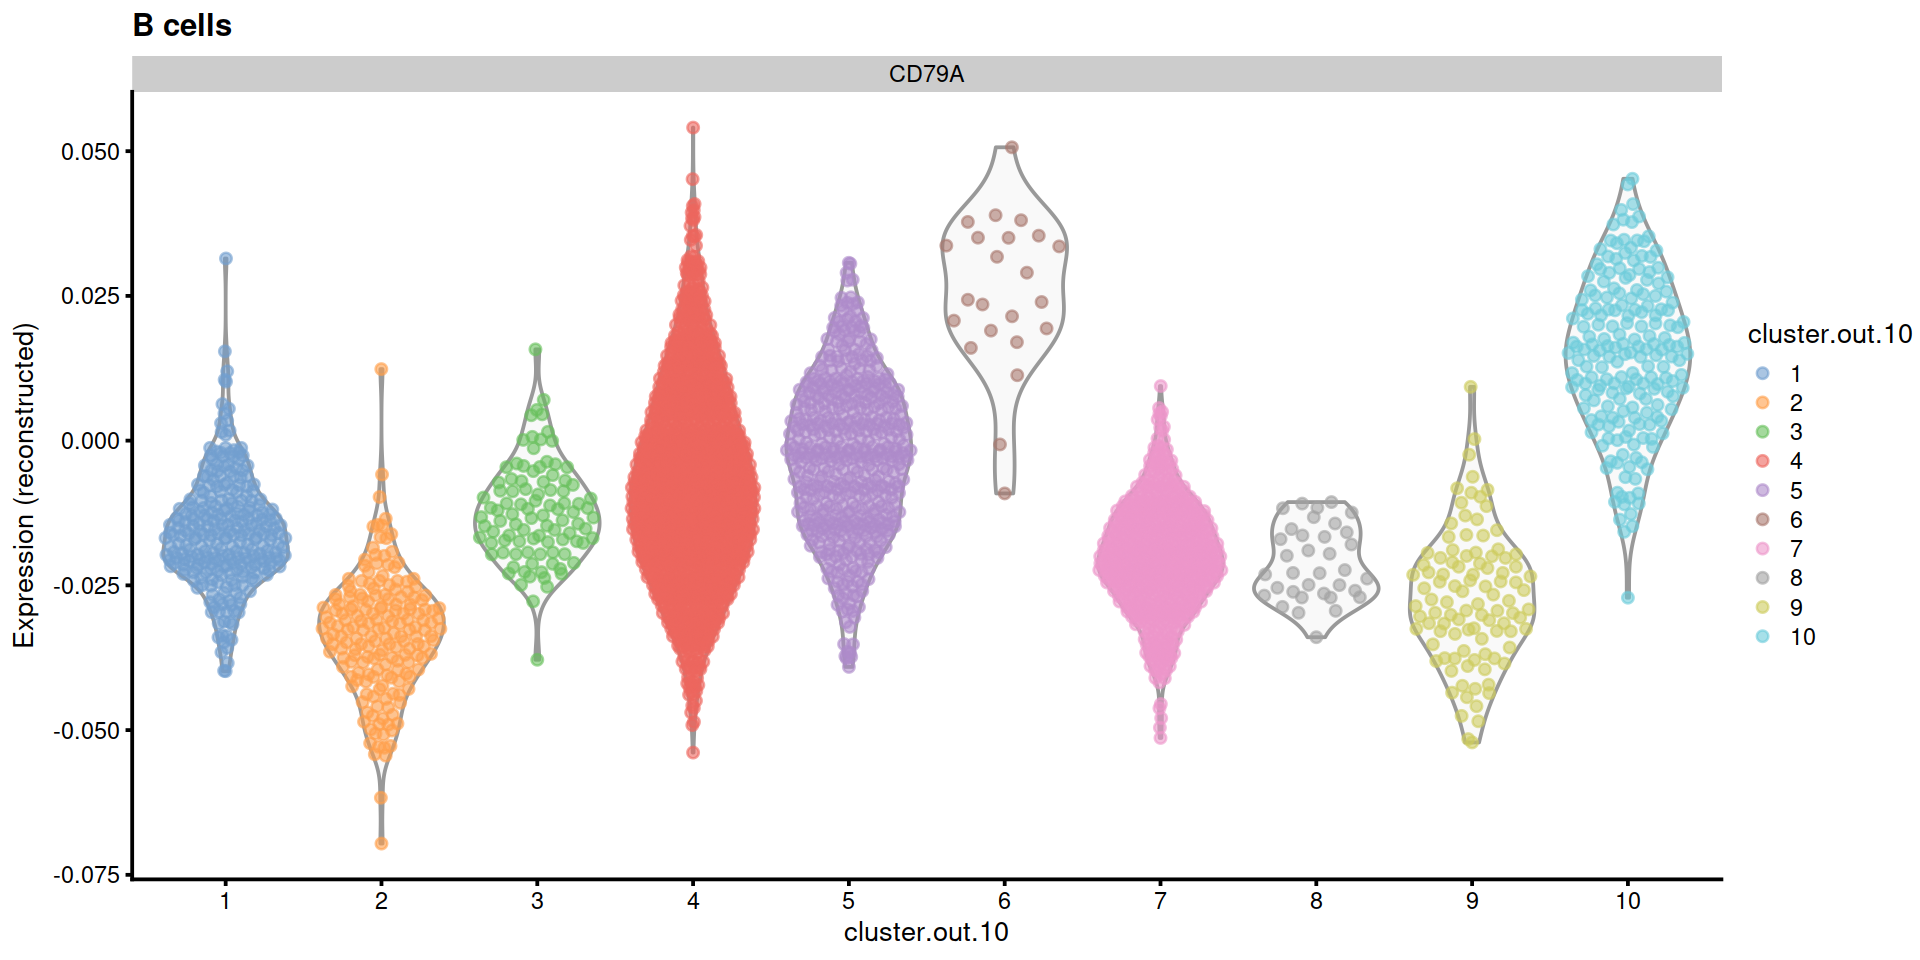 B cells
CD79A
Expression (reconstructed)
0.050
0.025
0.000
-0.025
-0.050
-0.075
1 2 3 4 5 6 7 8 9 10
cluster.out.10
cluster.out.10
1
2
3
4
5
6
7
8
9
10